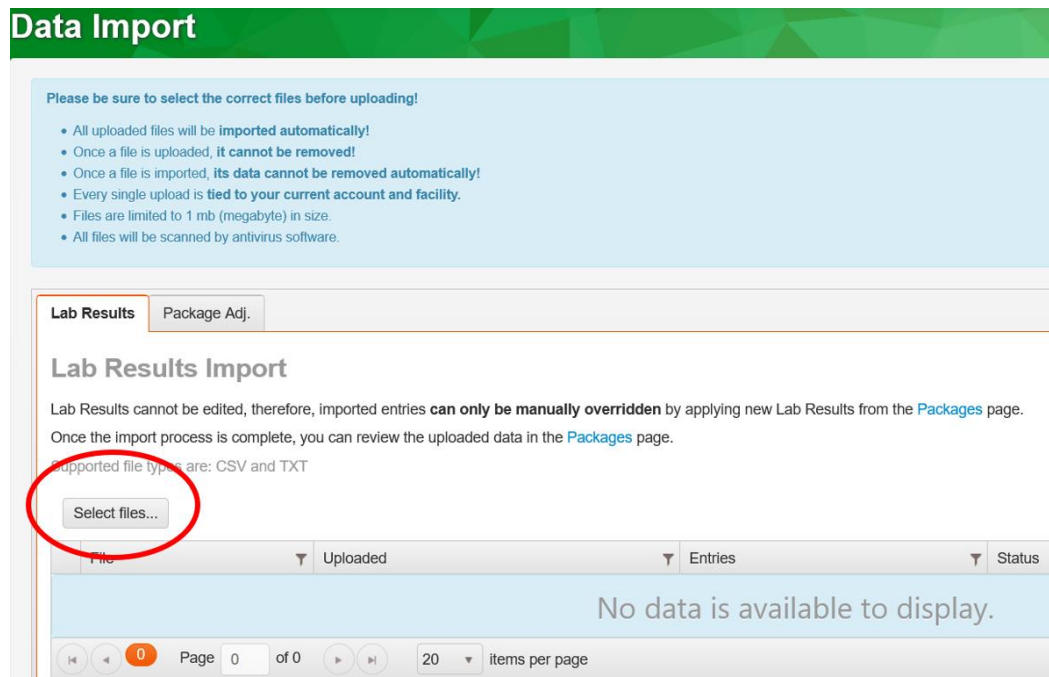 Data Import
Please be sure to select the correct files before uploading!
• All uploaded files will be imported automatically!
• Once a file is uploaded, it cannot be removed!
• Once a file is imported, its data cannot be removed automatically!
• Every single upload is tied to your current account and facility.
• Files are limited to 1 mb (megabyte) in size.
• All files will be scanned by antivirus software.
Lab Results Package Adj.
Lab Results Import
Lab Results cannot be edited, therefore, imported entries can only be manually overridden by applying new Lab Results from the Packages page.
Once the import process is complete, you can review the uploaded data in the Packages page.
Supported file types are: CSV and TXT
Select files...
File Uploaded Entries Status
No data is available to display.
0 Page 0 of 0 20 items per page